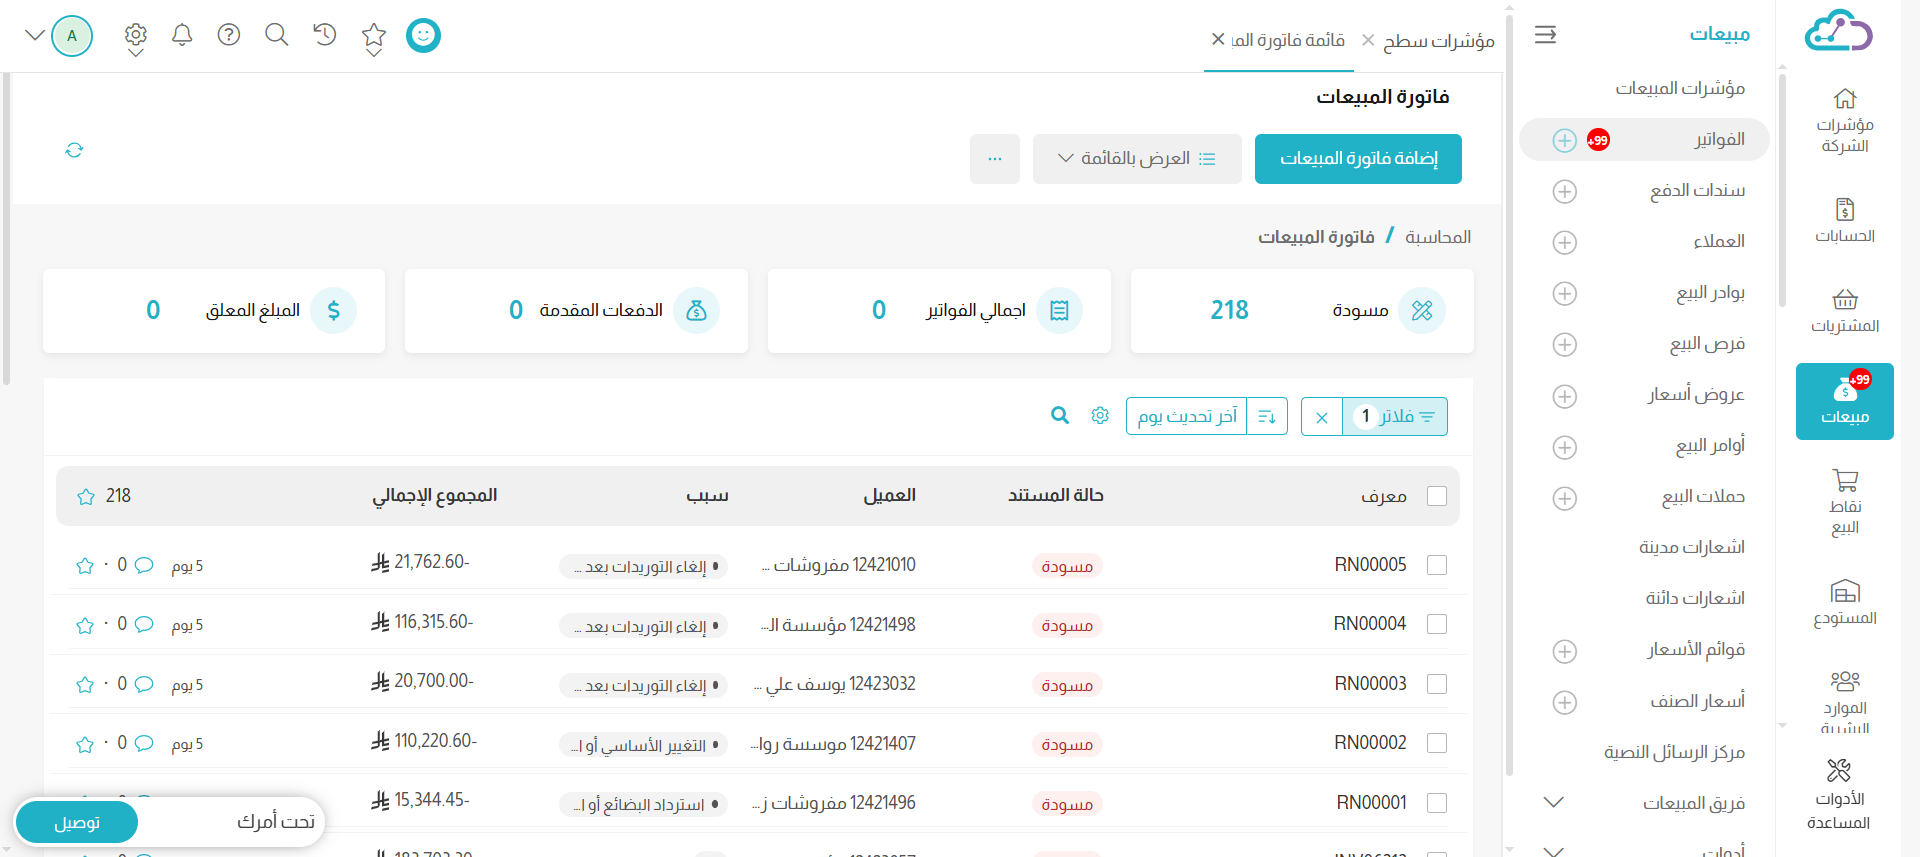 مبيعات
مؤشرات المبيعات
الفواتير
+99
سندات الدفع
العملاء
بوادر البيع
فرص البيع
عروض أسعار
أوامر البيع
حملات البيع
اشعارات مدينة
اشعارات دائنة
قوائم الأسعار
أسعار الصنف
مركز الرسائل النصية
فريق المبيعات
أدوات
مؤشرات
الشركة
الحسابات
المشتريات
+99
مبيعات
نقاط
البيع
المستودع
الموارد
البشرية
الأدوات
المساعدة
مؤشرات سطح
قائمة فاتورة
A
فاتورة المبيعات
إضافة فاتورة المبيعات
العرض بالقائمة
...
المحاسبة / فاتورة المبيعات
مسودة 218
اجمالي الفواتير 0
الدفعات المقدمة 0
المبلغ المعلق 0
فلاتر 1
آخر تحديث يوم
معرف حالة المستند العميل سبب المجموع الإجمالي 218
RN00005 مسودة 12421010 مفروشات ... إلغاء التوريدات بعد ... -21,762.60 5 يوم 0
RN00004 مسودة 12421498 مؤسسة الـ... إلغاء التوريدات بعد ... -116,315.60 5 يوم 0
RN00003 مسودة 12423032 يوسف علي ... إلغاء التوريدات بعد ... -20,700.00 5 يوم 0
RN00002 مسودة 12421407 موسسة روا... التغيير الأساسي أو ا... -110,220.60 5 يوم 0
RN00001 مسودة 12421496 مفروشات ز... استرداد البضائع أو ا... -15,344.45
تحت أمرك
توصيل